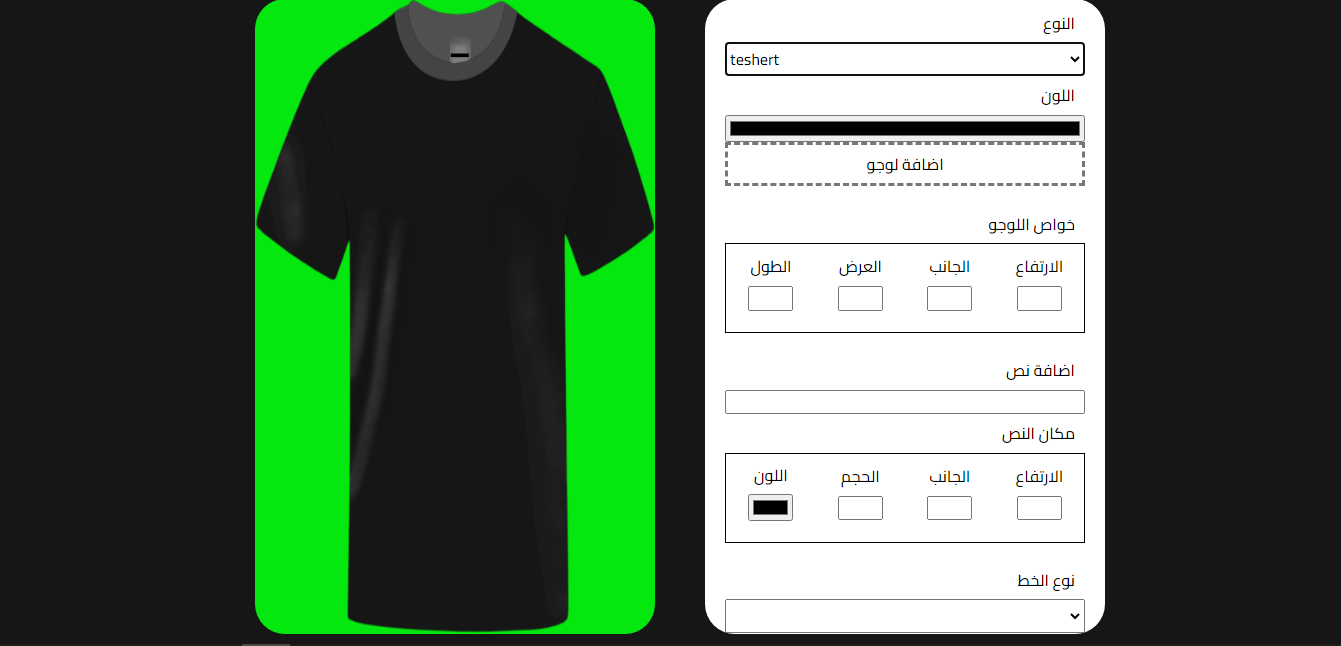 النوع
teshert
اللون
اضافة لوجو
خواص اللوجو
الارتفاع الجانب العرض الطول
اضافة نص
مكان النص
الارتفاع الجانب الحجم اللون
نوع الخط